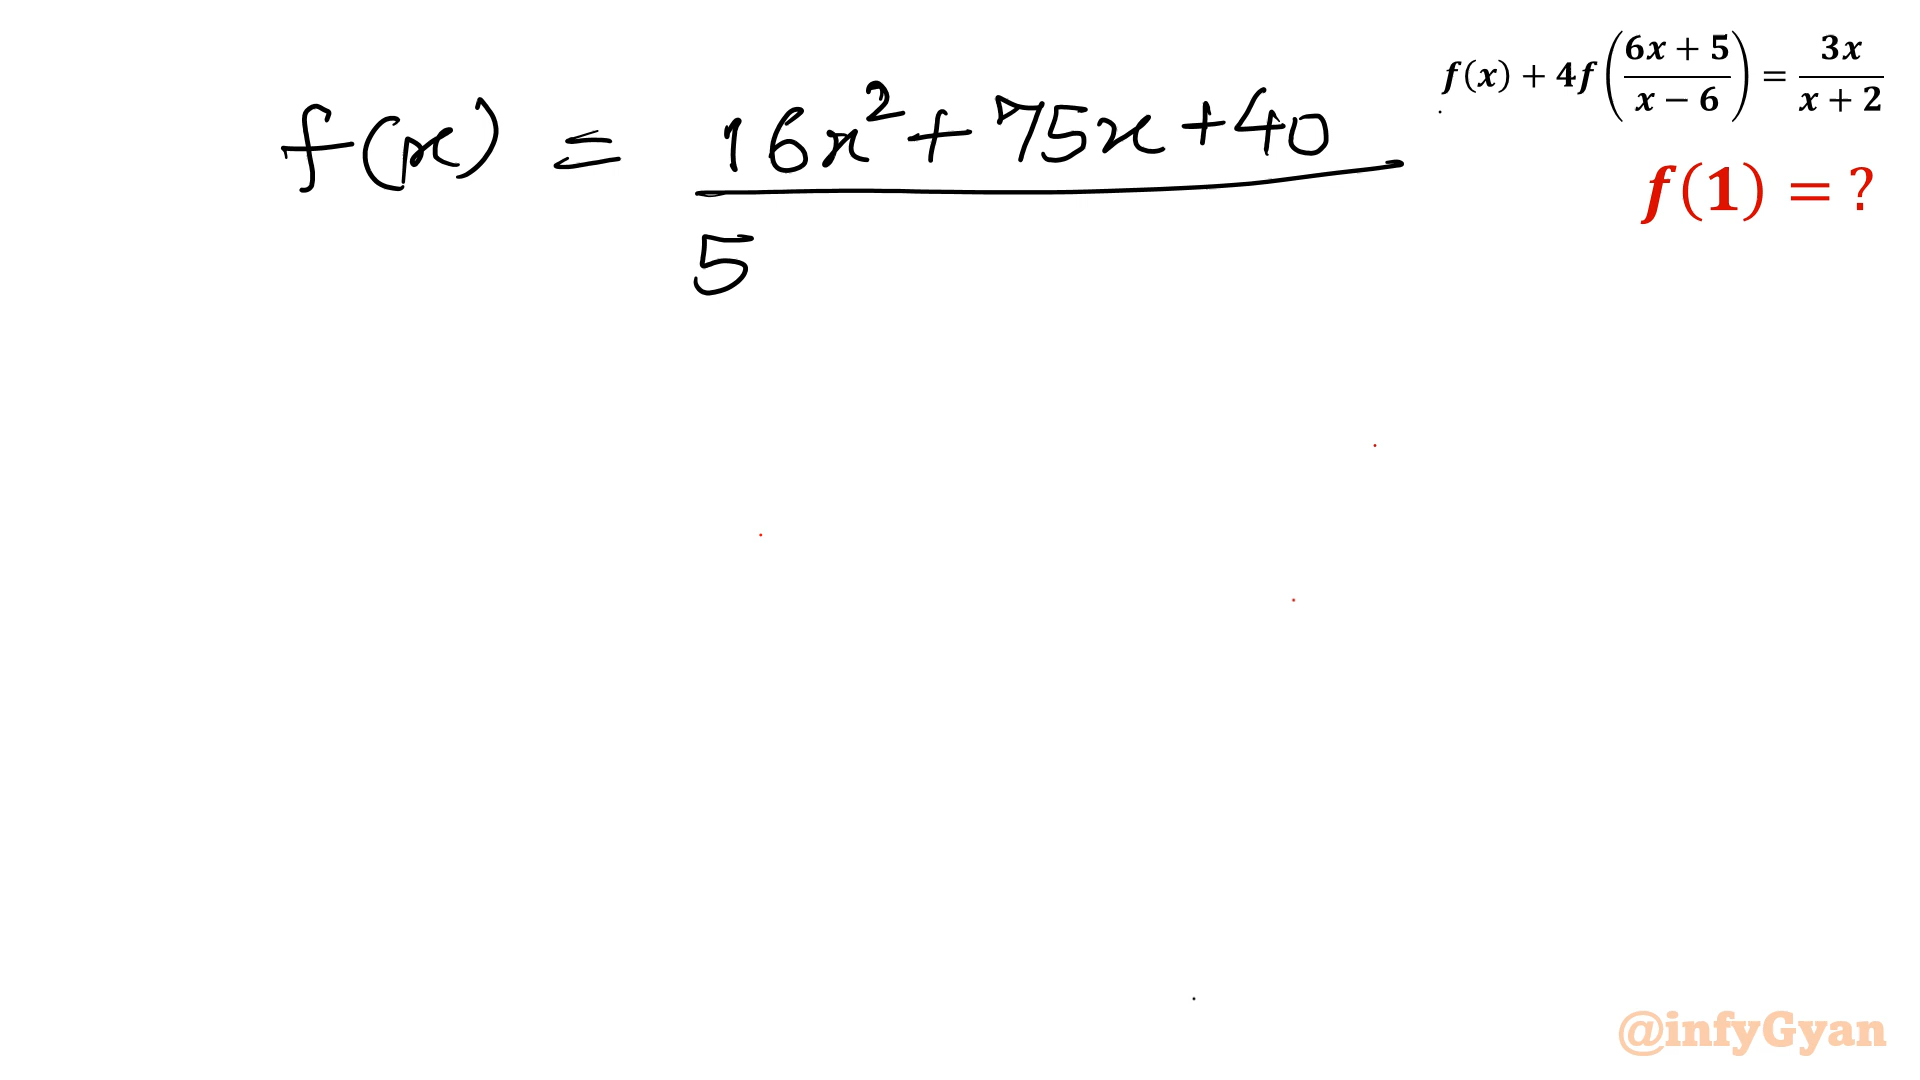 f(x) + 4f((6x + 5)/(x − 6)) = 3x/(x + 2)
f(1) = ?
f(x) = 16x² + 75x + 40
5
@infyGyan